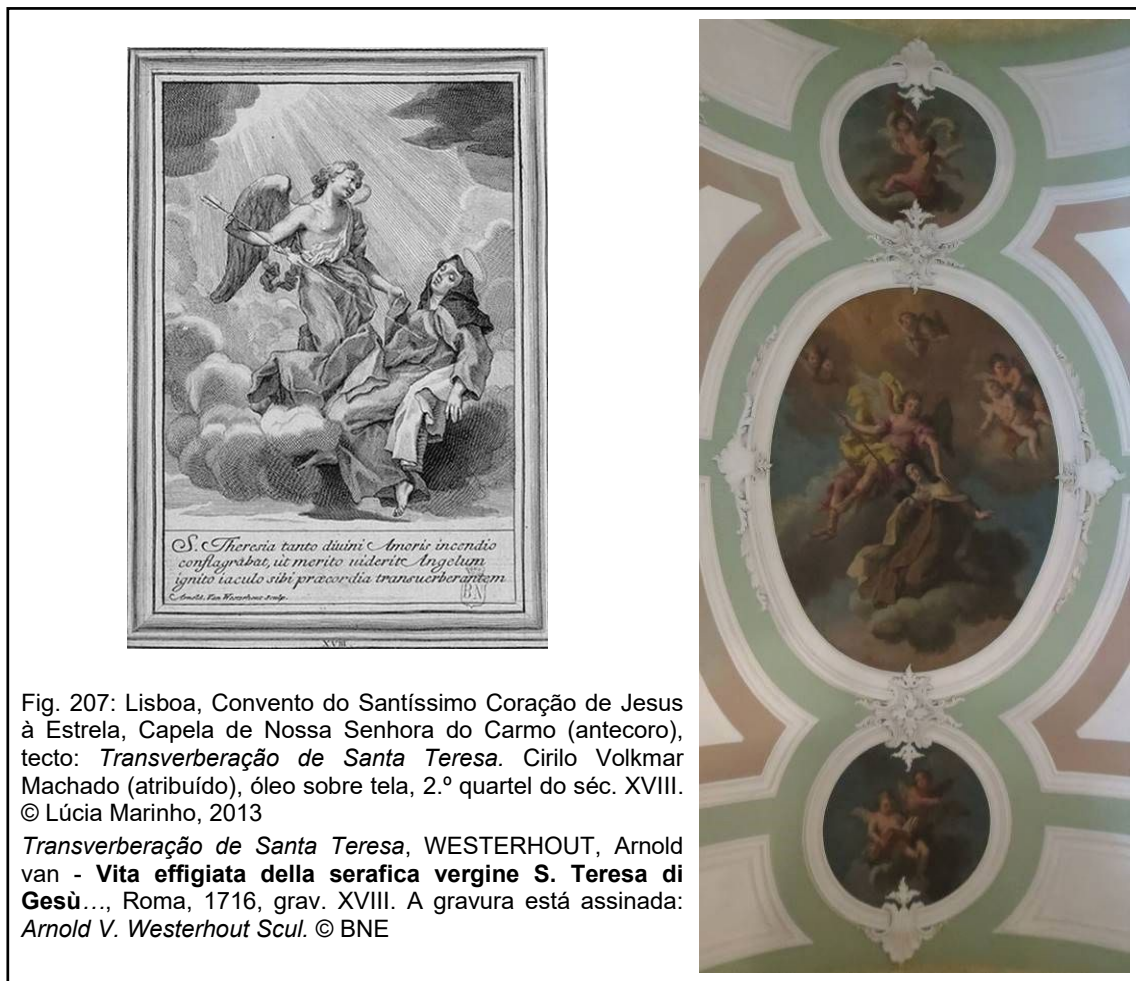 S. Theresia tanto diuini Amoris incendio
conflagrabat, ut merito uiderit Angelum
ignito iaculo sibi præcordia transuerberantem
Arnold. Van Westerhout Sculp.
BN
XVIII
Fig. 207: Lisboa, Convento do Santíssimo Coração de Jesus
à Estrela, Capela de Nossa Senhora do Carmo (antecoro),
tecto: Transverberação de Santa Teresa. Cirilo Volkmar
Machado (atribuído), óleo sobre tela, 2.º quartel do séc. XVIII.
© Lúcia Marinho, 2013
Transverberação de Santa Teresa, WESTERHOUT, Arnold
van - Vita effigiata della serafica vergine S. Teresa di
Gesù..., Roma, 1716, grav. XVIII. A gravura está assinada:
Arnold V. Westerhout Scul. © BNE